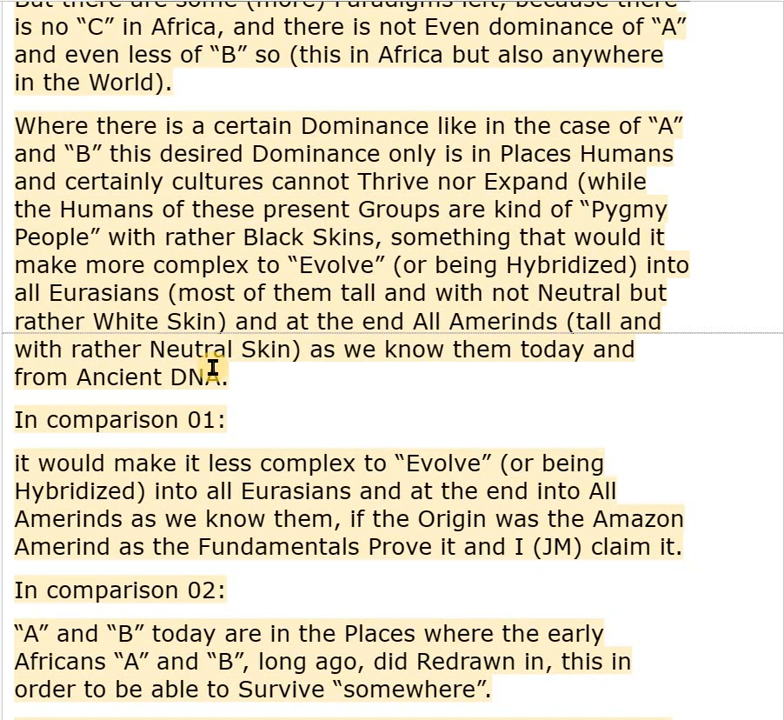 But there are some (more) Paradigms left, because there
is no “C” in Africa, and there is not Even dominance of “A”
and even less of “B” so (this in Africa but also anywhere
in the World).
Where there is a certain Dominance like in the case of “A”
and “B” this desired Dominance only is in Places Humans
and certainly cultures cannot Thrive nor Expand (while
the Humans of these present Groups are kind of “Pygmy
People” with rather Black Skins, something that would it
make more complex to “Evolve” (or being Hybridized) into
all Eurasians (most of them tall and with not Neutral but
rather White Skin) and at the end All Amerinds (tall and
with rather Neutral Skin) as we know them today and
from Ancient DNA.
In comparison 01:
it would make it less complex to “Evolve” (or being
Hybridized) into all Eurasians and at the end into All
Amerinds as we know them, if the Origin was the Amazon
Amerind as the Fundamentals Prove it and I (JM) claim it.
In comparison 02:
“A” and “B” today are in the Places where the early
Africans “A” and “B”, long ago, did Redrawn in, this in
order to be able to Survive “somewhere”.